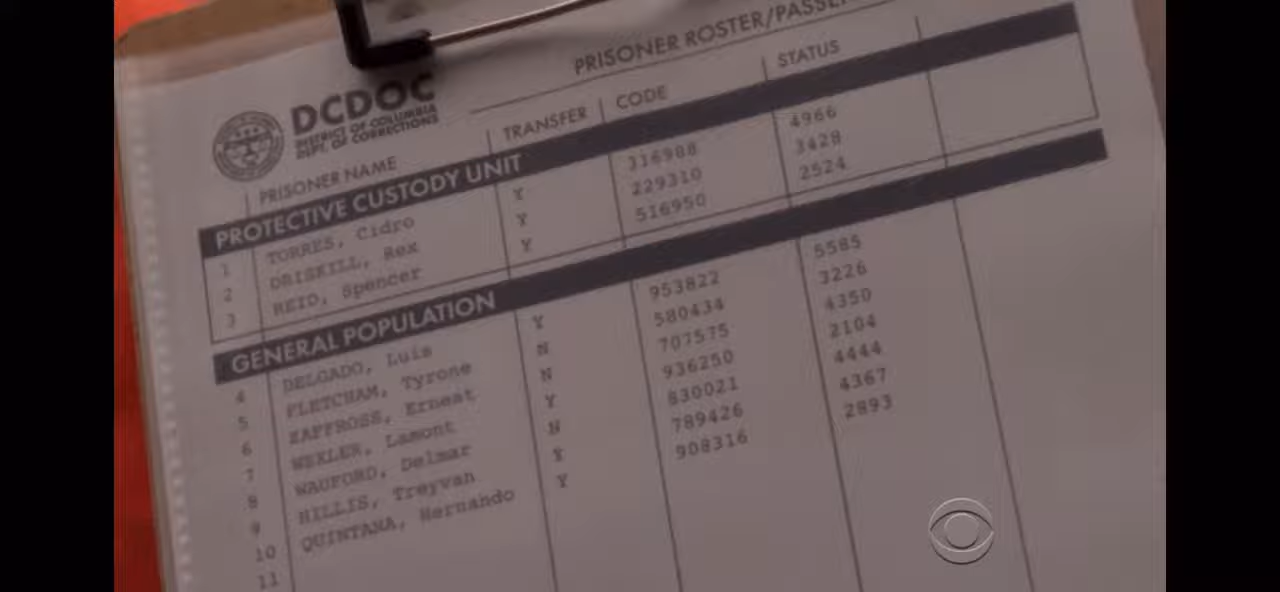 PRISONER ROSTER/PASSE
DCDOC
DISTRICT OF COLUMBIA
DEPT. OF CORRECTIONS
PRISONER NAME TRANSFER CODE STATUS
PROTECTIVE CUSTODY UNIT
1 TORRES, Cidro Y 316988 4966
2 DRISKILL, Rex Y 229310 3428
3 REID, Spencer Y 516950 2524
GENERAL POPULATION
4 DELGADO, Luis Y 953822 5585
5 FLETCHAM, Tyrone N 580434 3226
6 ZAFFROSS, Ernest N 707575 4350
7 WEXLER, Lamont Y 936250 2104
8 WAUFORD, Delmar N 830021 4444
9 HILLIS, Treyvan Y 789426 4367
10 QUINTANA, Hernando Y 908316 2893
11